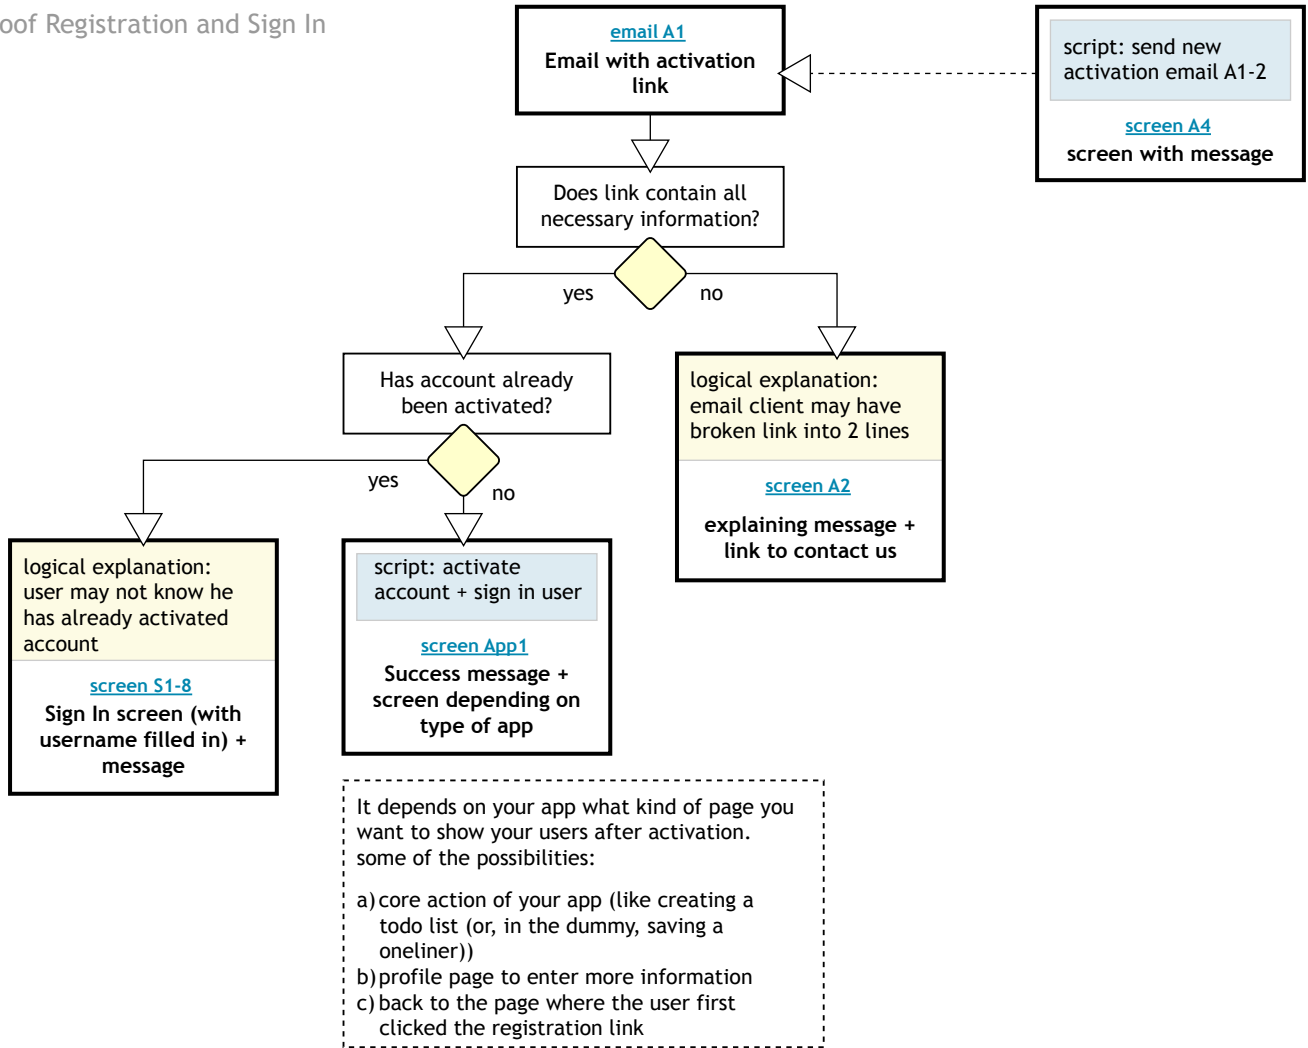 oof Registration and Sign In
email A1
Email with activation
link
script: send new
activation email A1-2
screen A4
screen with message
Does link contain all
necessary information?
yes
no
Has account already
been activated?
logical explanation:
email client may have
broken link into 2 lines
screen A2
explaining message +
link to contact us
yes
no
logical explanation:
user may not know he
has already activated
account
screen S1-8
Sign In screen (with
username filled in) +
message
script: activate
account + sign in user
screen App1
Success message +
screen depending on
type of app
It depends on your app what kind of page you
want to show your users after activation.
some of the possibilities:
a) core action of your app (like creating a
todo list (or, in the dummy, saving a
oneliner))
b) profile page to enter more information
c) back to the page where the user first
clicked the registration link